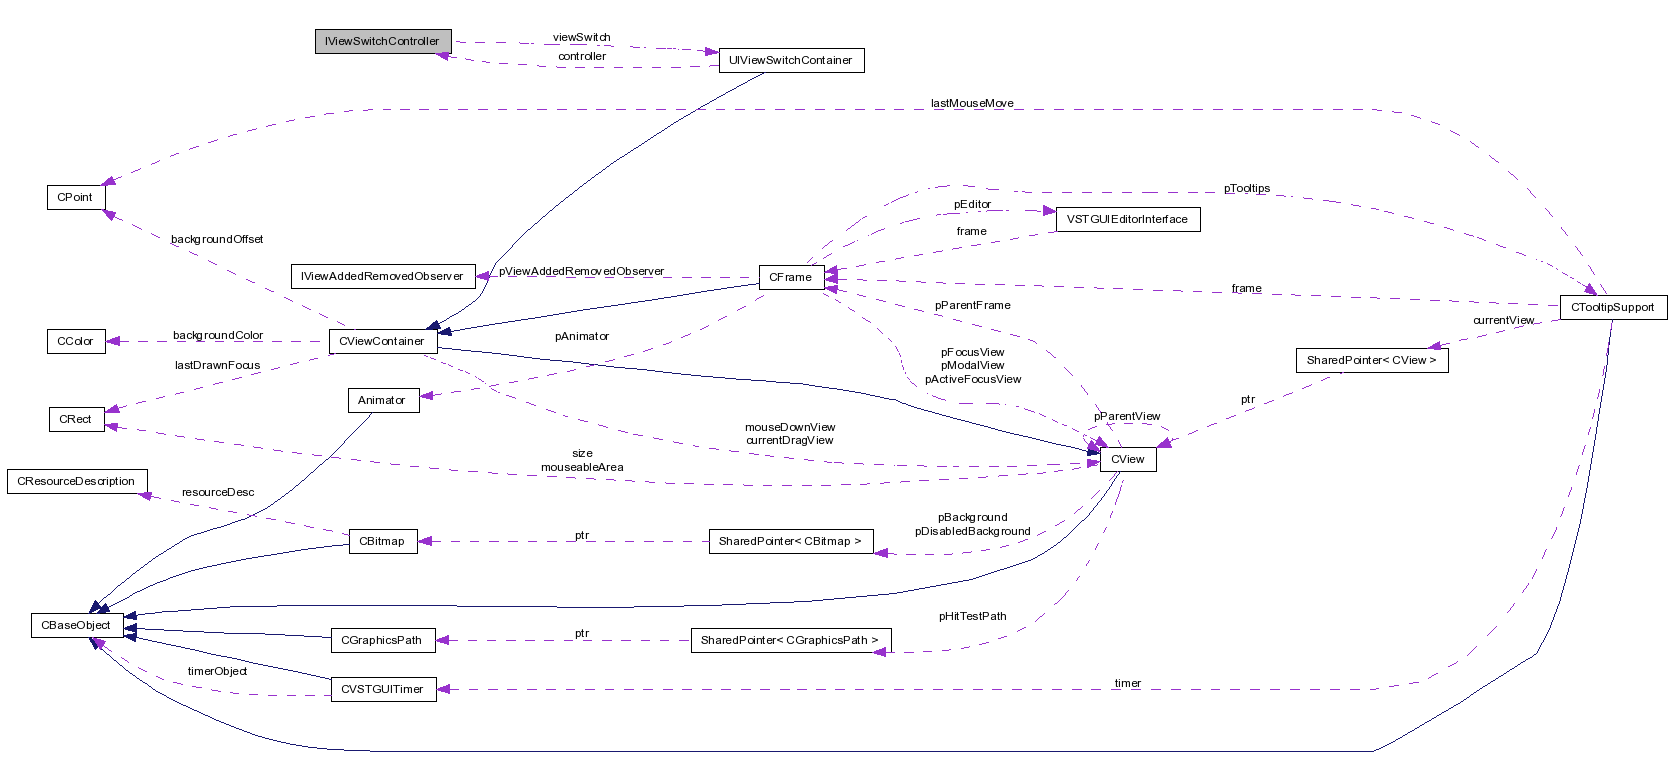 IViewSwitchController
viewSwitch
controller
UIViewSwitchContainer
lastMouseMove
CPoint
pTooltips
pEditor
VSTGUIEditorInterface
frame
backgroundOffset
IViewAddedRemovedObserver
pViewAddedRemovedObserver
CFrame
frame
pParentFrame
CTooltipSupport
currentView
CColor
backgroundColor
CViewContainer
pAnimator
SharedPointer< CView >
lastDrawnFocus
pFocusView
pModalView
pActiveFocusView
Animator
ptr
CRect
pParentView
mouseDownView
currentDragView
size
mouseableArea
CView
CResourceDescription
resourceDesc
pBackground
pDisabledBackground
CBitmap
ptr
SharedPointer< CBitmap >
CBaseObject
pHitTestPath
CGraphicsPath
ptr
SharedPointer< CGraphicsPath >
timerObject
CVSTGUITimer
timer